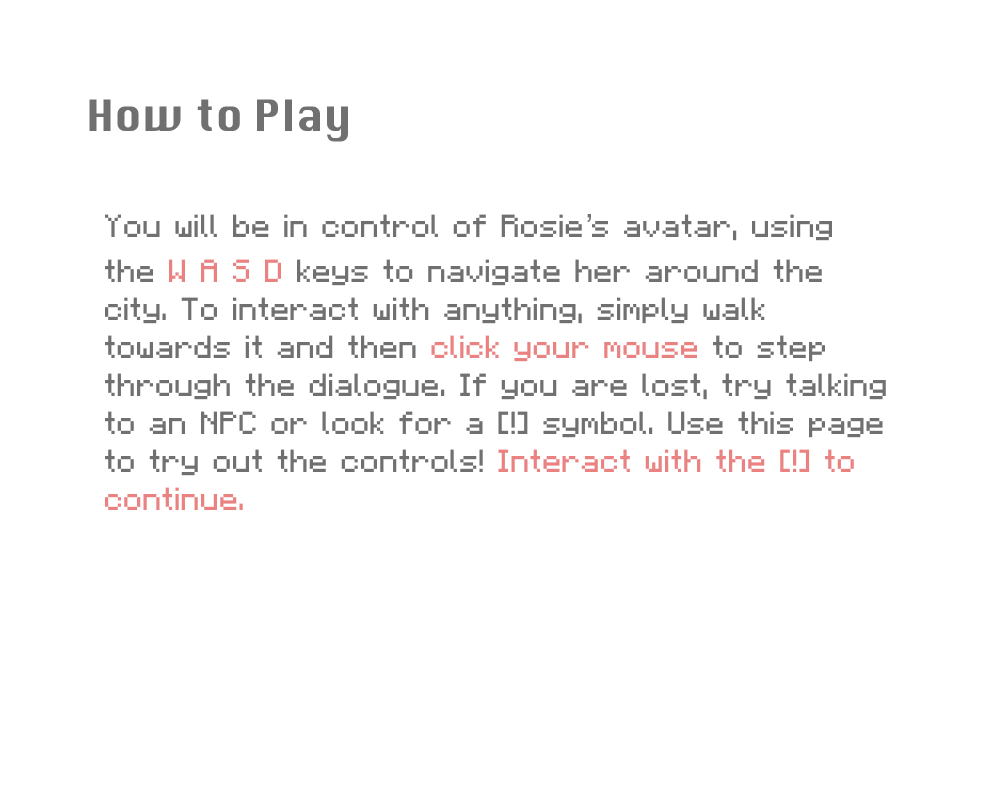 How to Play
You will be in control of Rosie's avatar, using
the W A S D keys to navigate her around the
city. To interact with anything, simply walk
towards it and then click your mouse to step
through the dialogue. If you are lost, try talking
to an NPC or look for a [!] symbol. Use this page
to try out the controls! Interact with the [!] to
continue.